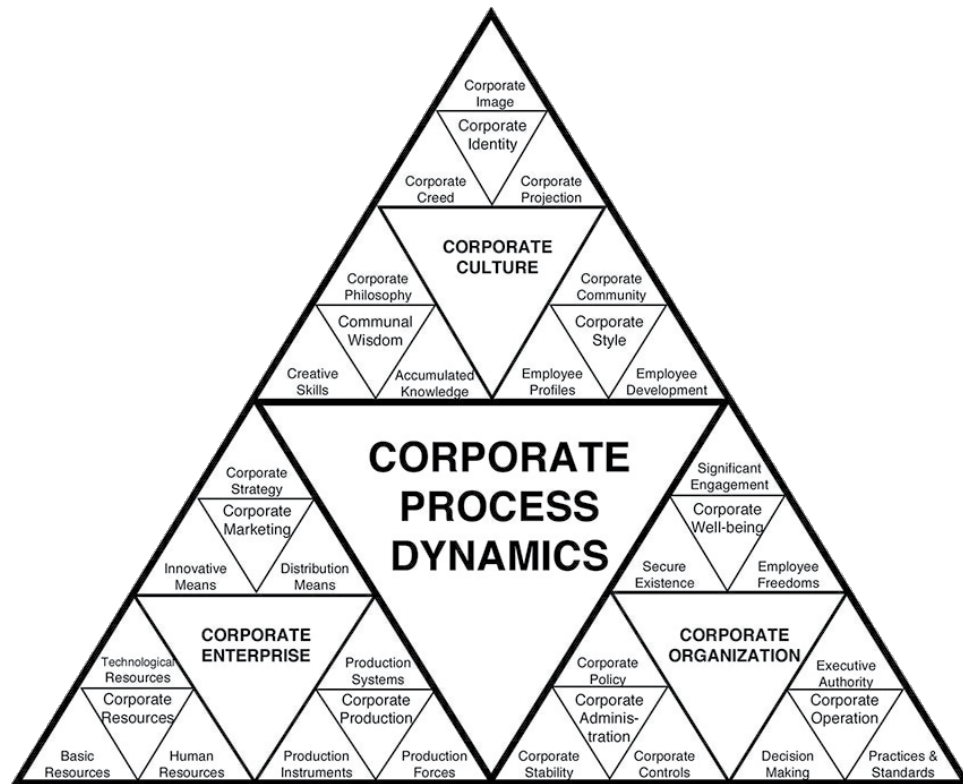 Corporate
Image
Corporate
Identity
Corporate
Creed
Corporate
Projection
CORPORATE
CULTURE
Corporate
Philosophy
Communal
Wisdom
Creative
Skills
Accumulated
Knowledge
Corporate
Community
Corporate
Style
Employee
Profiles
Employee
Development
CORPORATE
PROCESS
DYNAMICS
Corporate
Strategy
Corporate
Marketing
Innovative
Means
Distribution
Means
CORPORATE
ENTERPRISE
Technological
Resources
Corporate
Resources
Basic
Resources
Human
Resources
Production
Systems
Corporate
Production
Production
Instruments
Production
Forces
Significant
Engagement
Corporate
Well-being
Secure
Existence
Employee
Freedoms
CORPORATE
ORGANIZATION
Corporate
Policy
Corporate
Adminis-
tration
Corporate
Stability
Corporate
Controls
Executive
Authority
Corporate
Operation
Decision
Making
Practices &
Standards